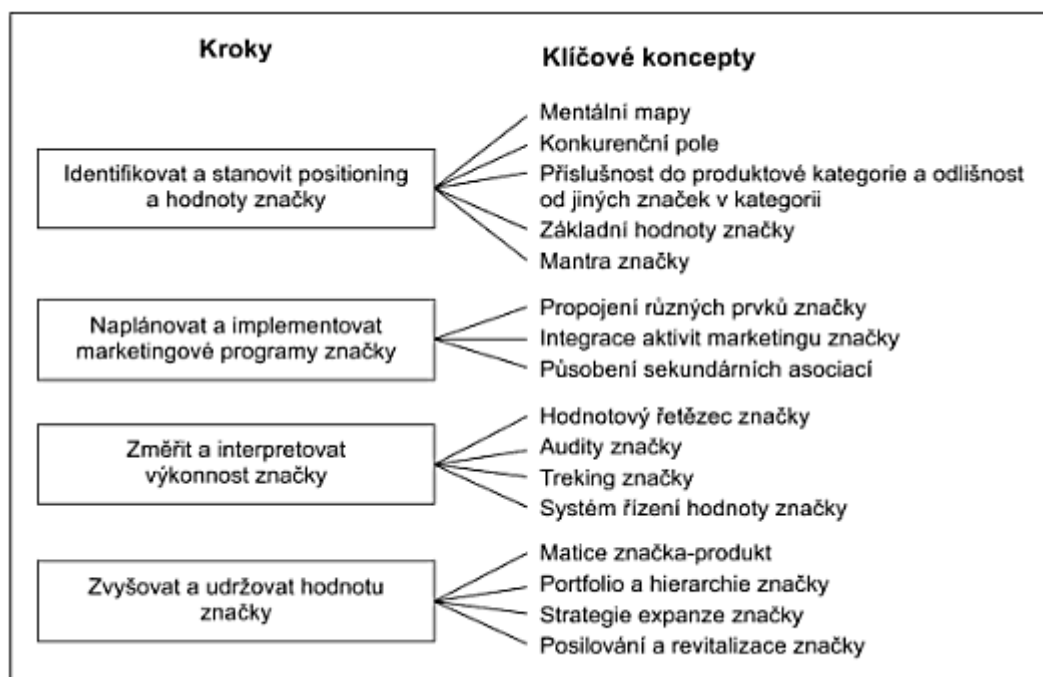 Kroky
Klíčové koncepty
Identifikovat a stanovit positioning
a hodnoty značky
Mentální mapy
Konkurenční pole
Příslušnost do produktové kategorie a odlišnost
od jiných značek v kategorii
Základní hodnoty značky
Mantra značky
Naplánovat a implementovat
marketingové programy značky
Propojení různých prvků značky
Integrace aktivit marketingu značky
Působení sekundárních asociací
Změřit a interpretovat
výkonnost značky
Hodnotový řetězec značky
Audity značky
Treking značky
Systém řízení hodnoty značky
Zvyšovat a udržovat hodnotu
značky
Matice značka-produkt
Portfolio a hierarchie značky
Strategie expanze značky
Posilování a revitalizace značky